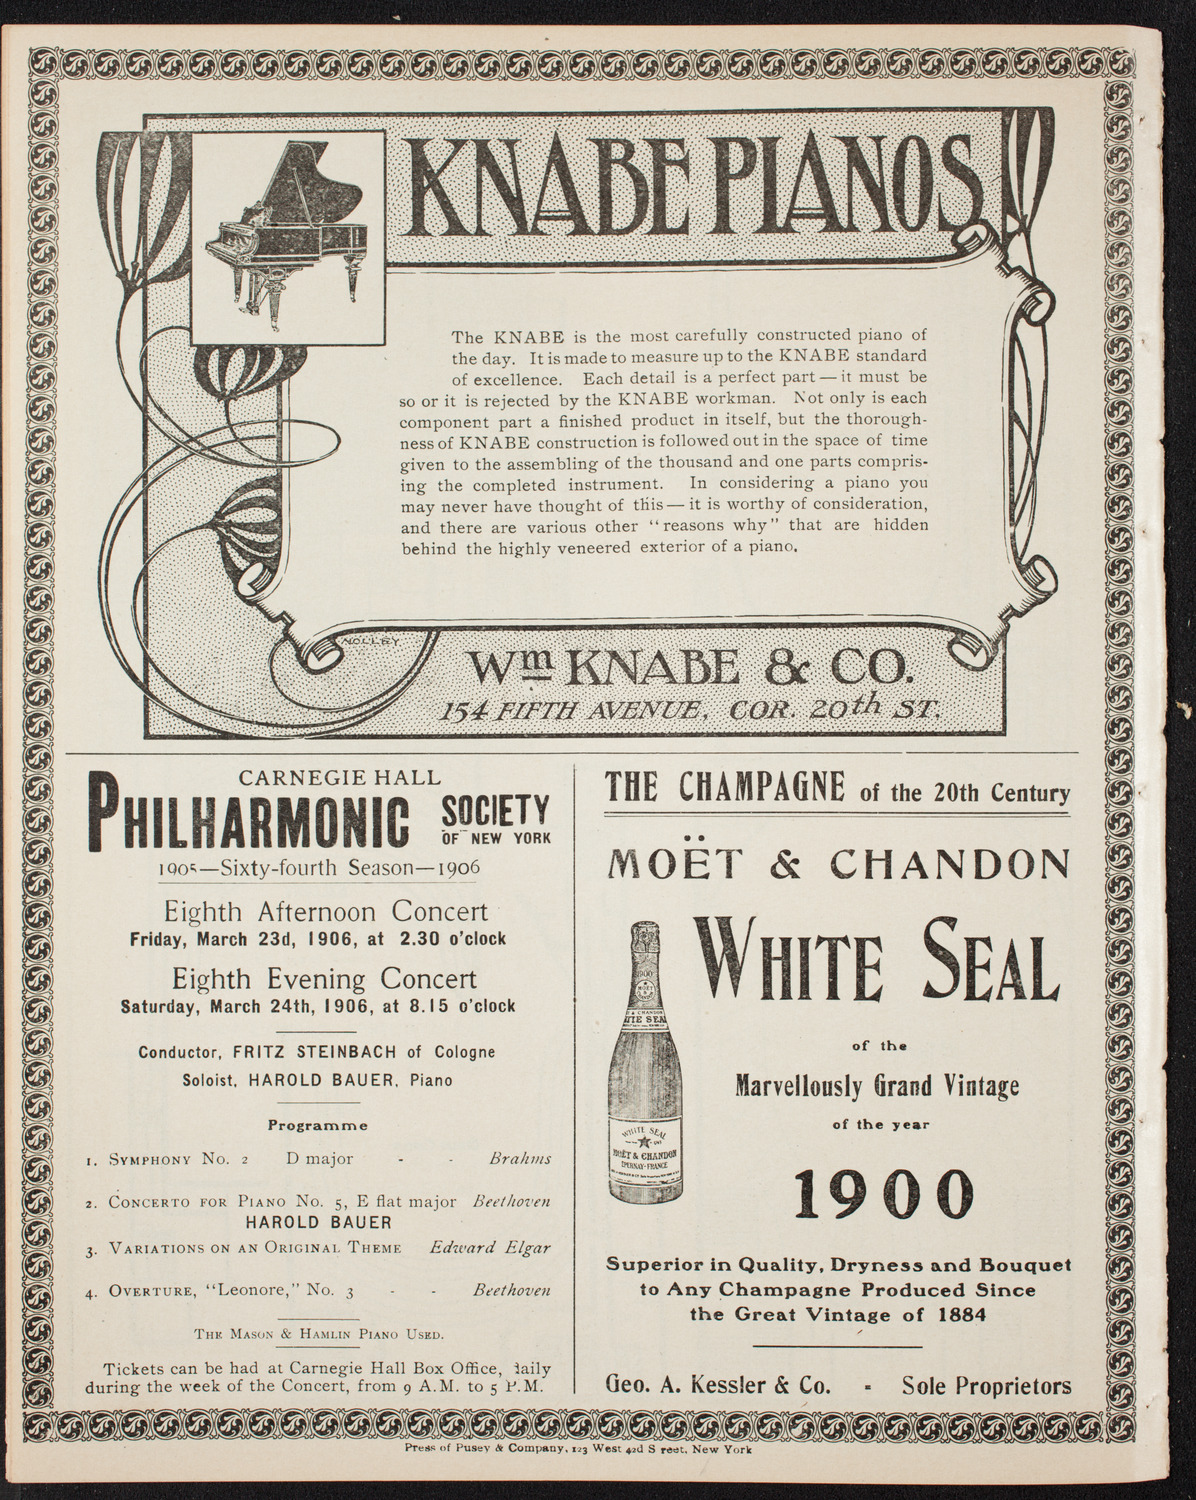 KNABE PIANOS
The KNABE is the most carefully constructed piano of
the day. It is made to measure up to the KNABE standard
of excellence. Each detail is a perfect part — it must be
so or it is rejected by the KNABE workman. Not only is each
component part a finished product in itself, but the thorough-
ness of KNABE construction is followed out in the space of time
given to the assembling of the thousand and one parts compris-
ing the completed instrument. In considering a piano you
may never have thought of this — it is worthy of consideration,
and there are various other "reasons why" that are hidden
behind the highly veneered exterior of a piano.
Wm KNABE & CO.
154 FIFTH AVENUE, COR. 20th ST.
CARNEGIE HALL
PHILHARMONIC SOCIETY
OF NEW YORK
1905—Sixty-fourth Season—1906
Eighth Afternoon Concert
Friday, March 23d, 1906, at 2.30 o'clock
Eighth Evening Concert
Saturday, March 24th, 1906, at 8.15 o'clock
Conductor, FRITZ STEINBACH of Cologne
Soloist, HAROLD BAUER, Piano
Programme
1. SYMPHONY No. 2 D major - - Brahms
2. CONCERTO FOR PIANO No. 5, E flat major Beethoven
HAROLD BAUER
3. VARIATIONS ON AN ORIGINAL THEME Edward Elgar
4. OVERTURE, "Leonore," No. 3 - - Beethoven
THE MASON & HAMLIN PIANO USED.
Tickets can be had at Carnegie Hall Box Office, daily
during the week of the Concert, from 9 A.M. to 5 P.M.
THE CHAMPAGNE of the 20th Century
MOËT & CHANDON
WHITE SEAL
of the
Marvellously Grand Vintage
of the year
1900
WHITE SEAL
MOËT & CHANDON
EPERNAY-FRANCE
Superior in Quality, Dryness and Bouquet
to Any Champagne Produced Since
the Great Vintage of 1884
Geo. A. Kessler & Co. - Sole Proprietors
Press of Pusey & Company, 123 West 42d S reet, New York